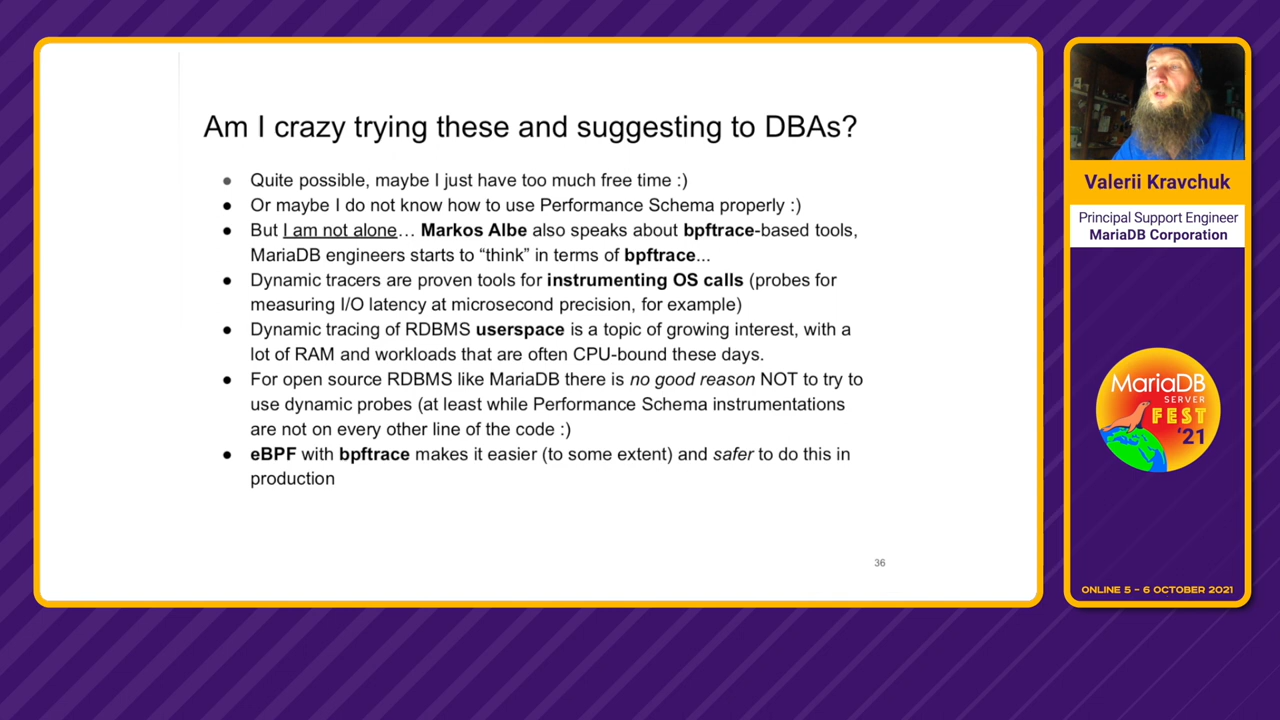 Am I crazy trying these and suggesting to DBAs?
● Quite possible, maybe I just have too much free time :)
● Or maybe I do not know how to use Performance Schema properly :)
● But I am not alone… Markos Albe also speaks about bpftrace-based tools,
MariaDB engineers starts to “think” in terms of bpftrace...
● Dynamic tracers are proven tools for instrumenting OS calls (probes for
measuring I/O latency at microsecond precision, for example)
● Dynamic tracing of RDBMS userspace is a topic of growing interest, with a
lot of RAM and workloads that are often CPU-bound these days.
● For open source RDBMS like MariaDB there is no good reason NOT to try to
use dynamic probes (at least while Performance Schema instrumentations
are not on every other line of the code :)
● eBPF with bpftrace makes it easier (to some extent) and safer to do this in
production
36
Valerii Kravchuk
Principal Support Engineer
MariaDB Corporation
MariaDB
SERVER
FEST
'21
ONLINE 5 – 6 OCTOBER 2021